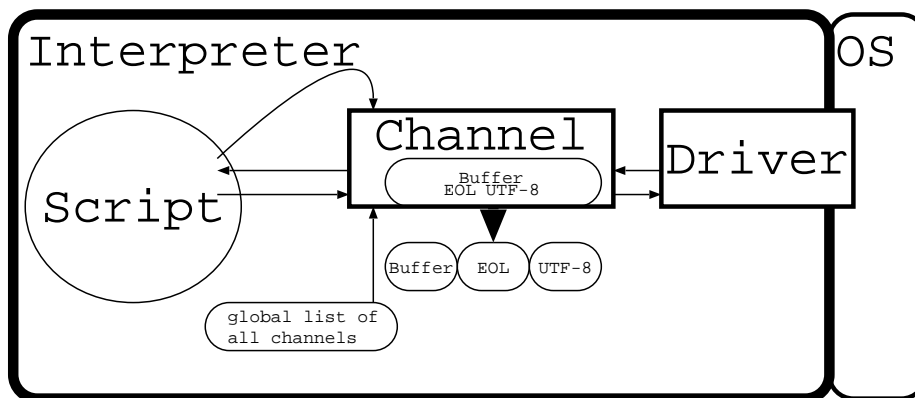 Interpreter
OS
Channel
Driver
Buffer
EOL UTF-8
Script
Buffer
EOL
UTF-8
global list of
all channels